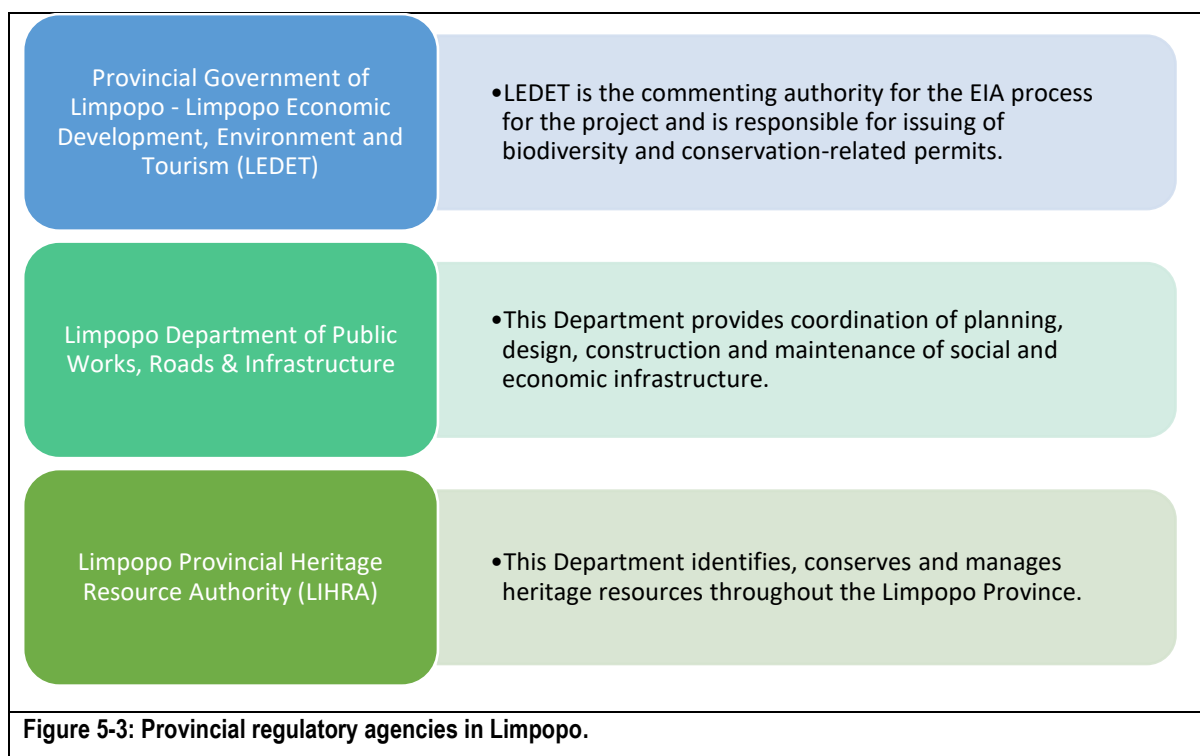 Provincial Government of
Limpopo - Limpopo Economic
Development, Environment and
Tourism (LEDET)
•LEDET is the commenting authority for the EIA process
for the project and is responsible for issuing of
biodiversity and conservation-related permits.
Limpopo Department of Public
Works, Roads & Infrastructure
•This Department provides coordination of planning,
design, construction and maintenance of social and
economic infrastructure.
Limpopo Provincial Heritage
Resource Authority (LIHRA)
•This Department identifies, conserves and manages
heritage resources throughout the Limpopo Province.
Figure 5-3: Provincial regulatory agencies in Limpopo.